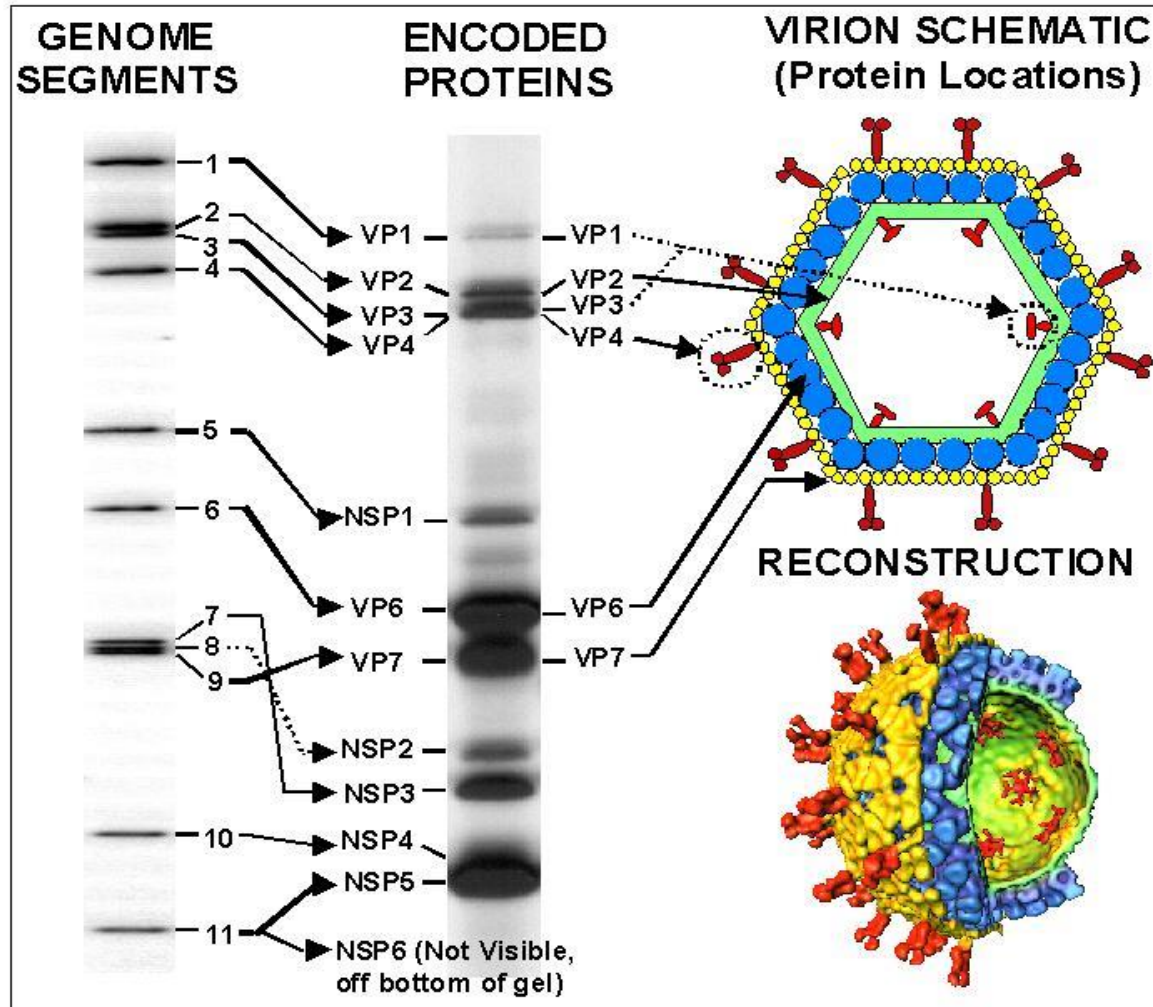 GENOME
SEGMENTS
ENCODED
PROTEINS
VIRION SCHEMATIC
(Protein Locations)
1
2
3
4
5
6
7
8
9
10
11
VP1
VP2
VP3
VP4
NSP1
VP6
VP7
NSP2
NSP3
NSP4
NSP5
NSP6 (Not Visible,
off bottom of gel)
VP1
VP2
VP3
VP4
VP6
VP7
RECONSTRUCTION